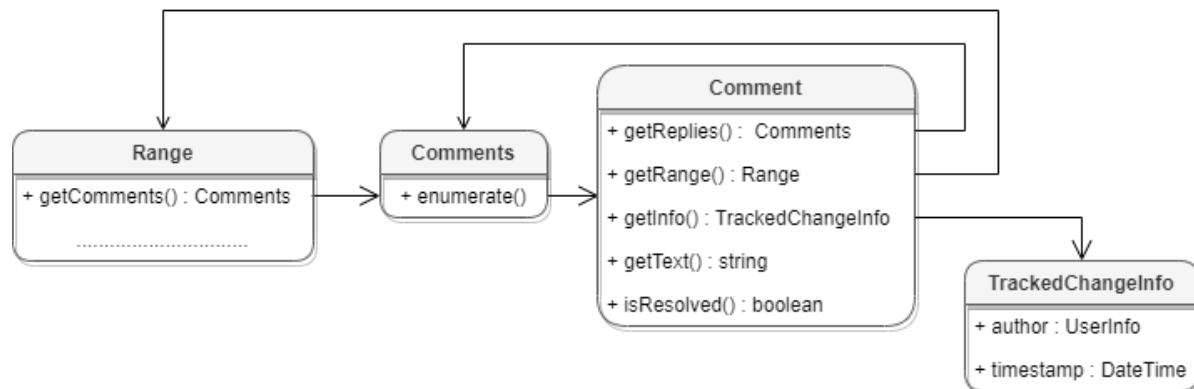 Range
+ getComments() : Comments
Comments
+ enumerate()
Comment
+ getReplies() : Comments
+ getRange() : Range
+ getInfo() : TrackedChangeInfo
+ getText() : string
+ isResolved() : boolean
TrackedChangeInfo
+ author : UserInfo
+ timestamp : DateTime